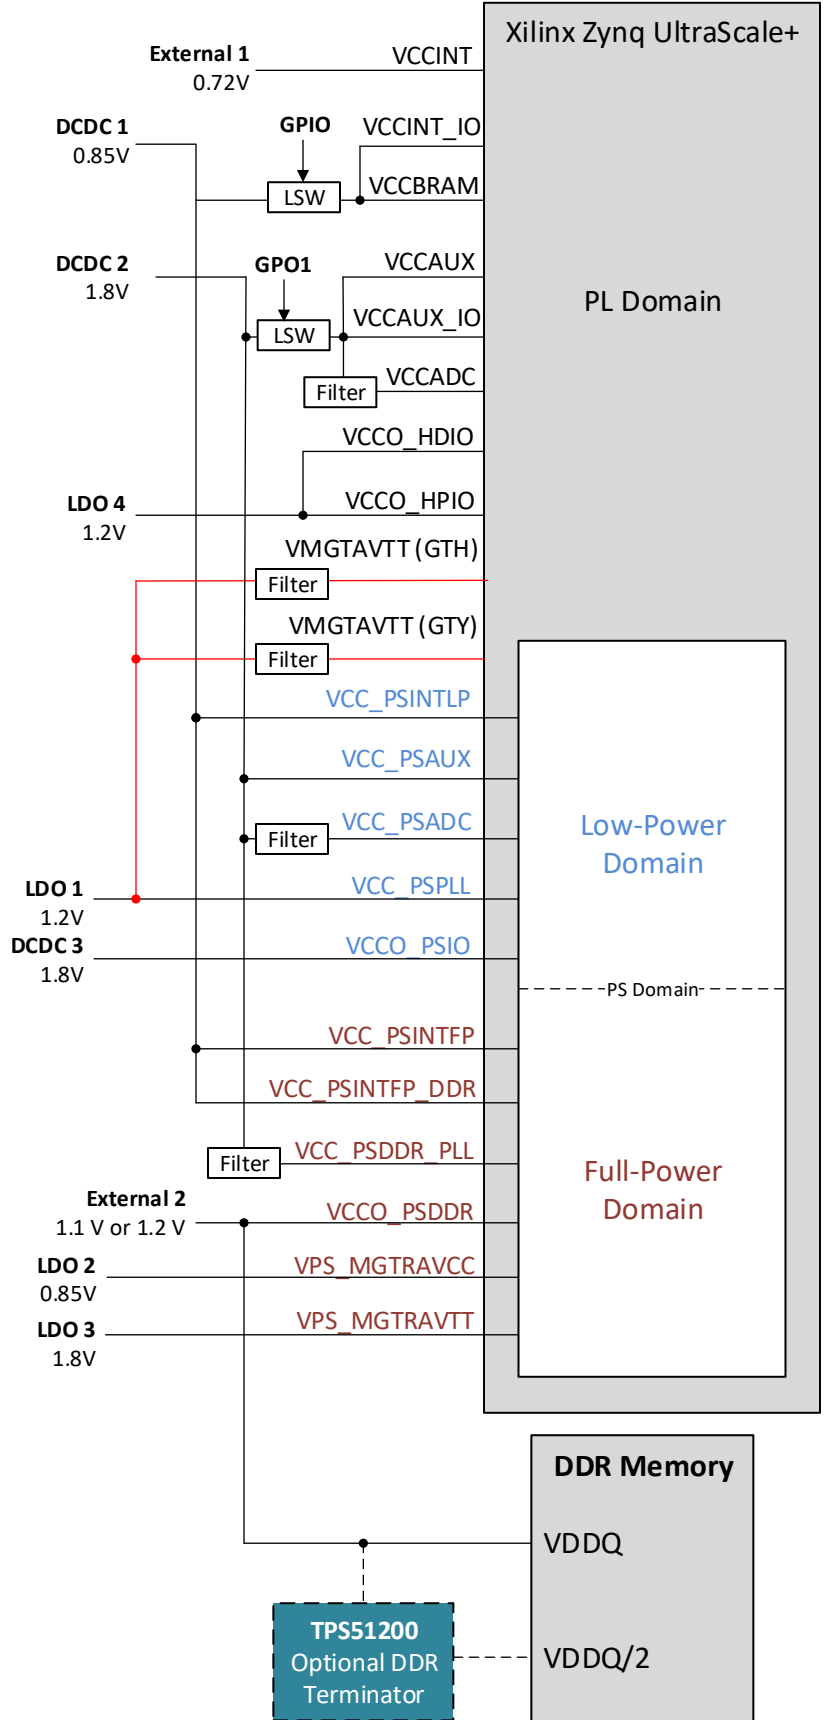 Xilinx Zynq UltraScale+
External 1
0.72V
VCCINT
DCDC 1
0.85V
GPIO
LSW
VCCINT_IO
VCCBRAM
DCDC 2
1.8V
GPO1
LSW
VCCAUX
VCCAUX_IO
Filter
VCCADC
PL Domain
VCCO_HDIO
LDO 4
1.2V
VCCO_HPIO
VMGTAVTT (GTH)
Filter
VMGTAVTT (GTY)
Filter
VCC_PSINTLP
VCC_PSAUX
Filter
VCC_PSADC
Low-Power
Domain
LDO 1
1.2V
VCC_PSPLL
DCDC 3
1.8V
VCCO_PSIO
PS Domain
VCC_PSINTFP
VCC_PSINTFP_DDR
Filter
VCC_PSDDR_PLL
Full-Power
Domain
External 2
1.1 V or 1.2 V
VCCO_PSDDR
LDO 2
0.85V
VPS_MGTRAVCC
LDO 3
1.8V
VPS_MGTRAVTT
DDR Memory
VDDQ
TPS51200
Optional DDR
Terminator
VDDQ/2